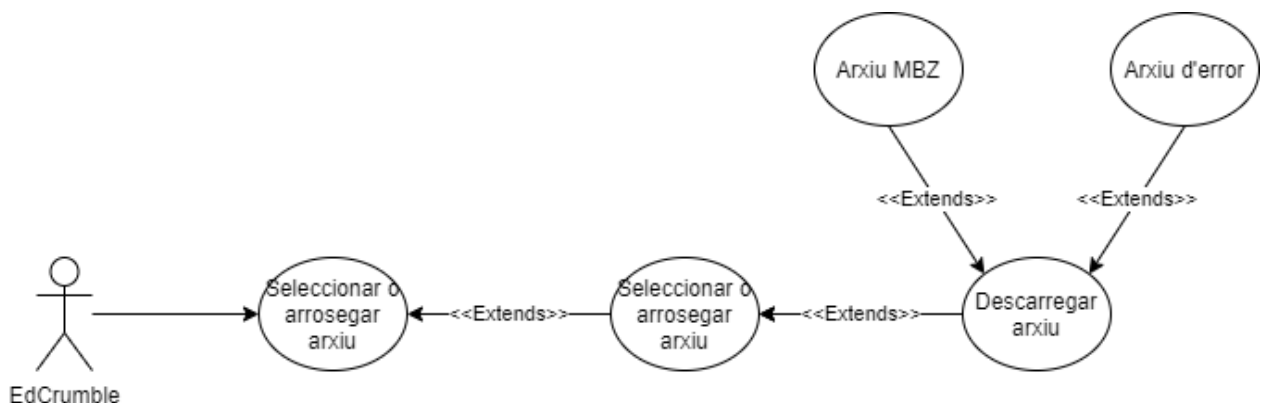 Arxiu MBZ
Arxiu d'error
<<Extends>>
<<Extends>>
Seleccionar o
arrosegar
arxiu
<<Extends>>
Seleccionar o
arrosegar
arxiu
<<Extends>>
Descarregar
arxiu
EdCrumble